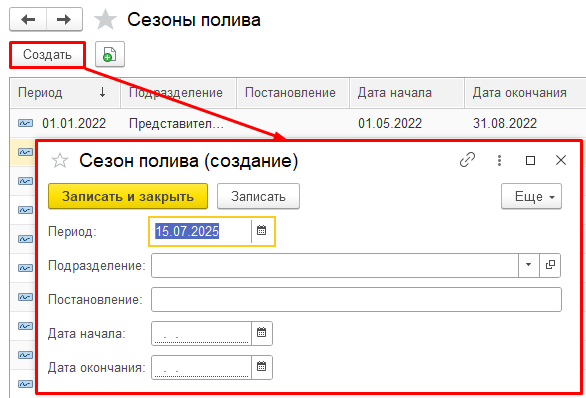 Сезоны полива
Создать
Период Подразделение Постановление Дата начала Дата окончания
01.01.2022 Представител... 01.05.2022 31.08.2022
Сезон полива (создание)
Записать и закрыть Записать Еще
Период: 15.07.2025
Подразделение:
Постановление:
Дата начала: . .
Дата окончания: . .